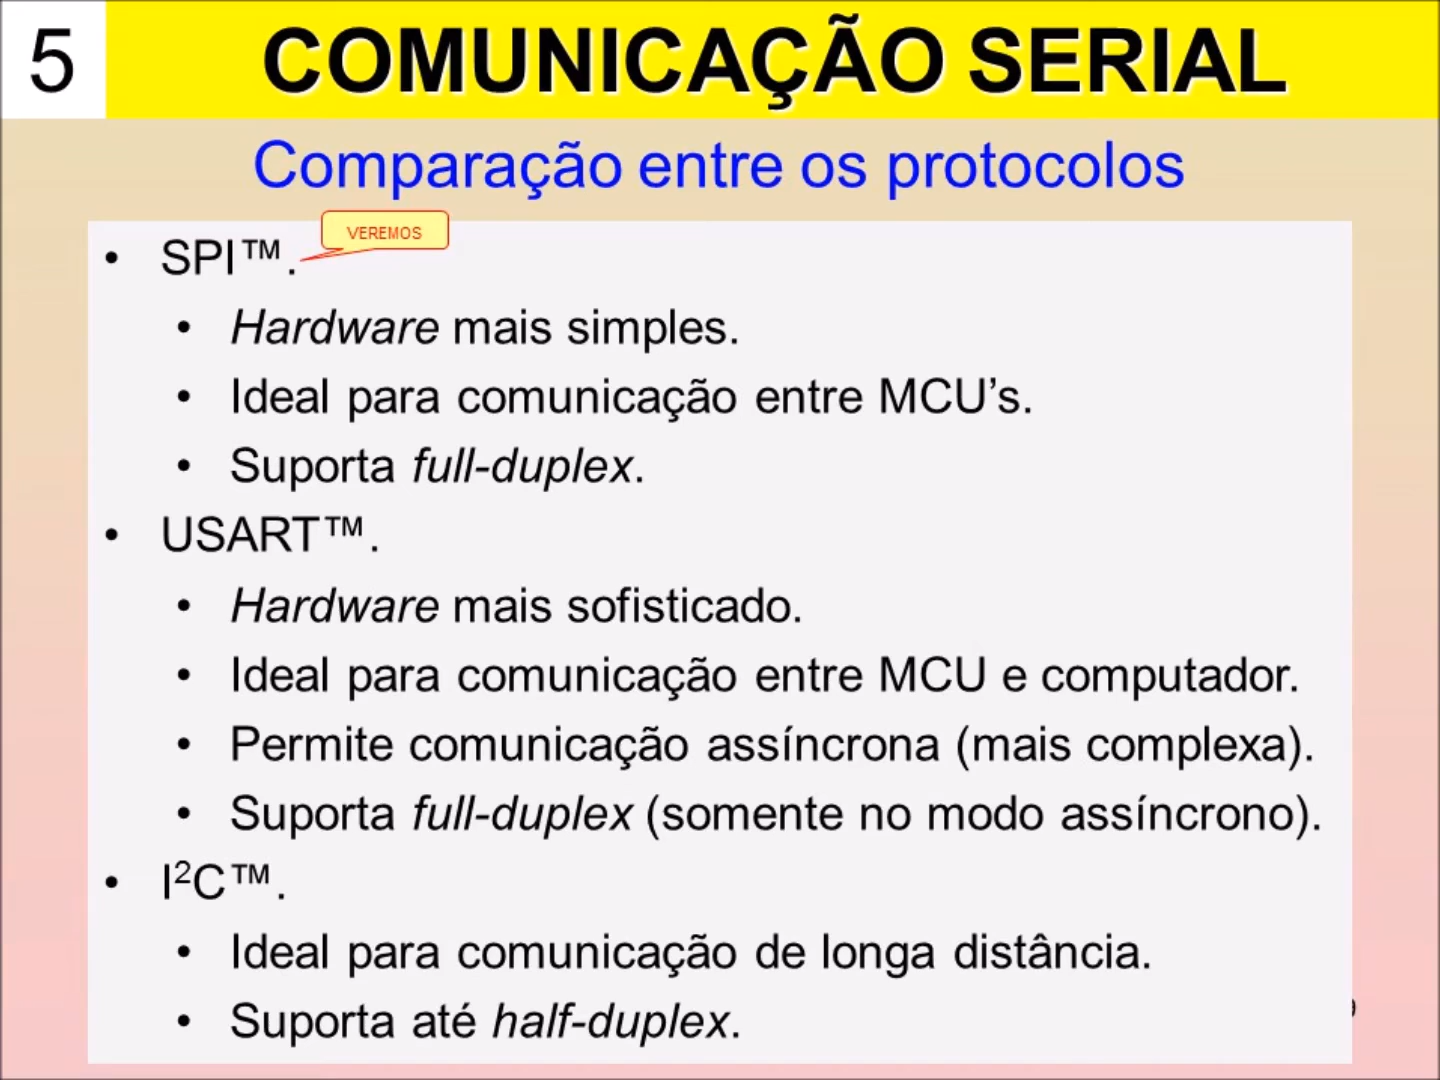 5
COMUNICAÇÃO SERIAL
Comparação entre os protocolos
VEREMOS
• SPI™.
• Hardware mais simples.
• Ideal para comunicação entre MCU’s.
• Suporta full-duplex.
• USART™.
• Hardware mais sofisticado.
• Ideal para comunicação entre MCU e computador.
• Permite comunicação assíncrona (mais complexa).
• Suporta full-duplex (somente no modo assíncrono).
• I²C™.
• Ideal para comunicação de longa distância.
• Suporta até half-duplex.